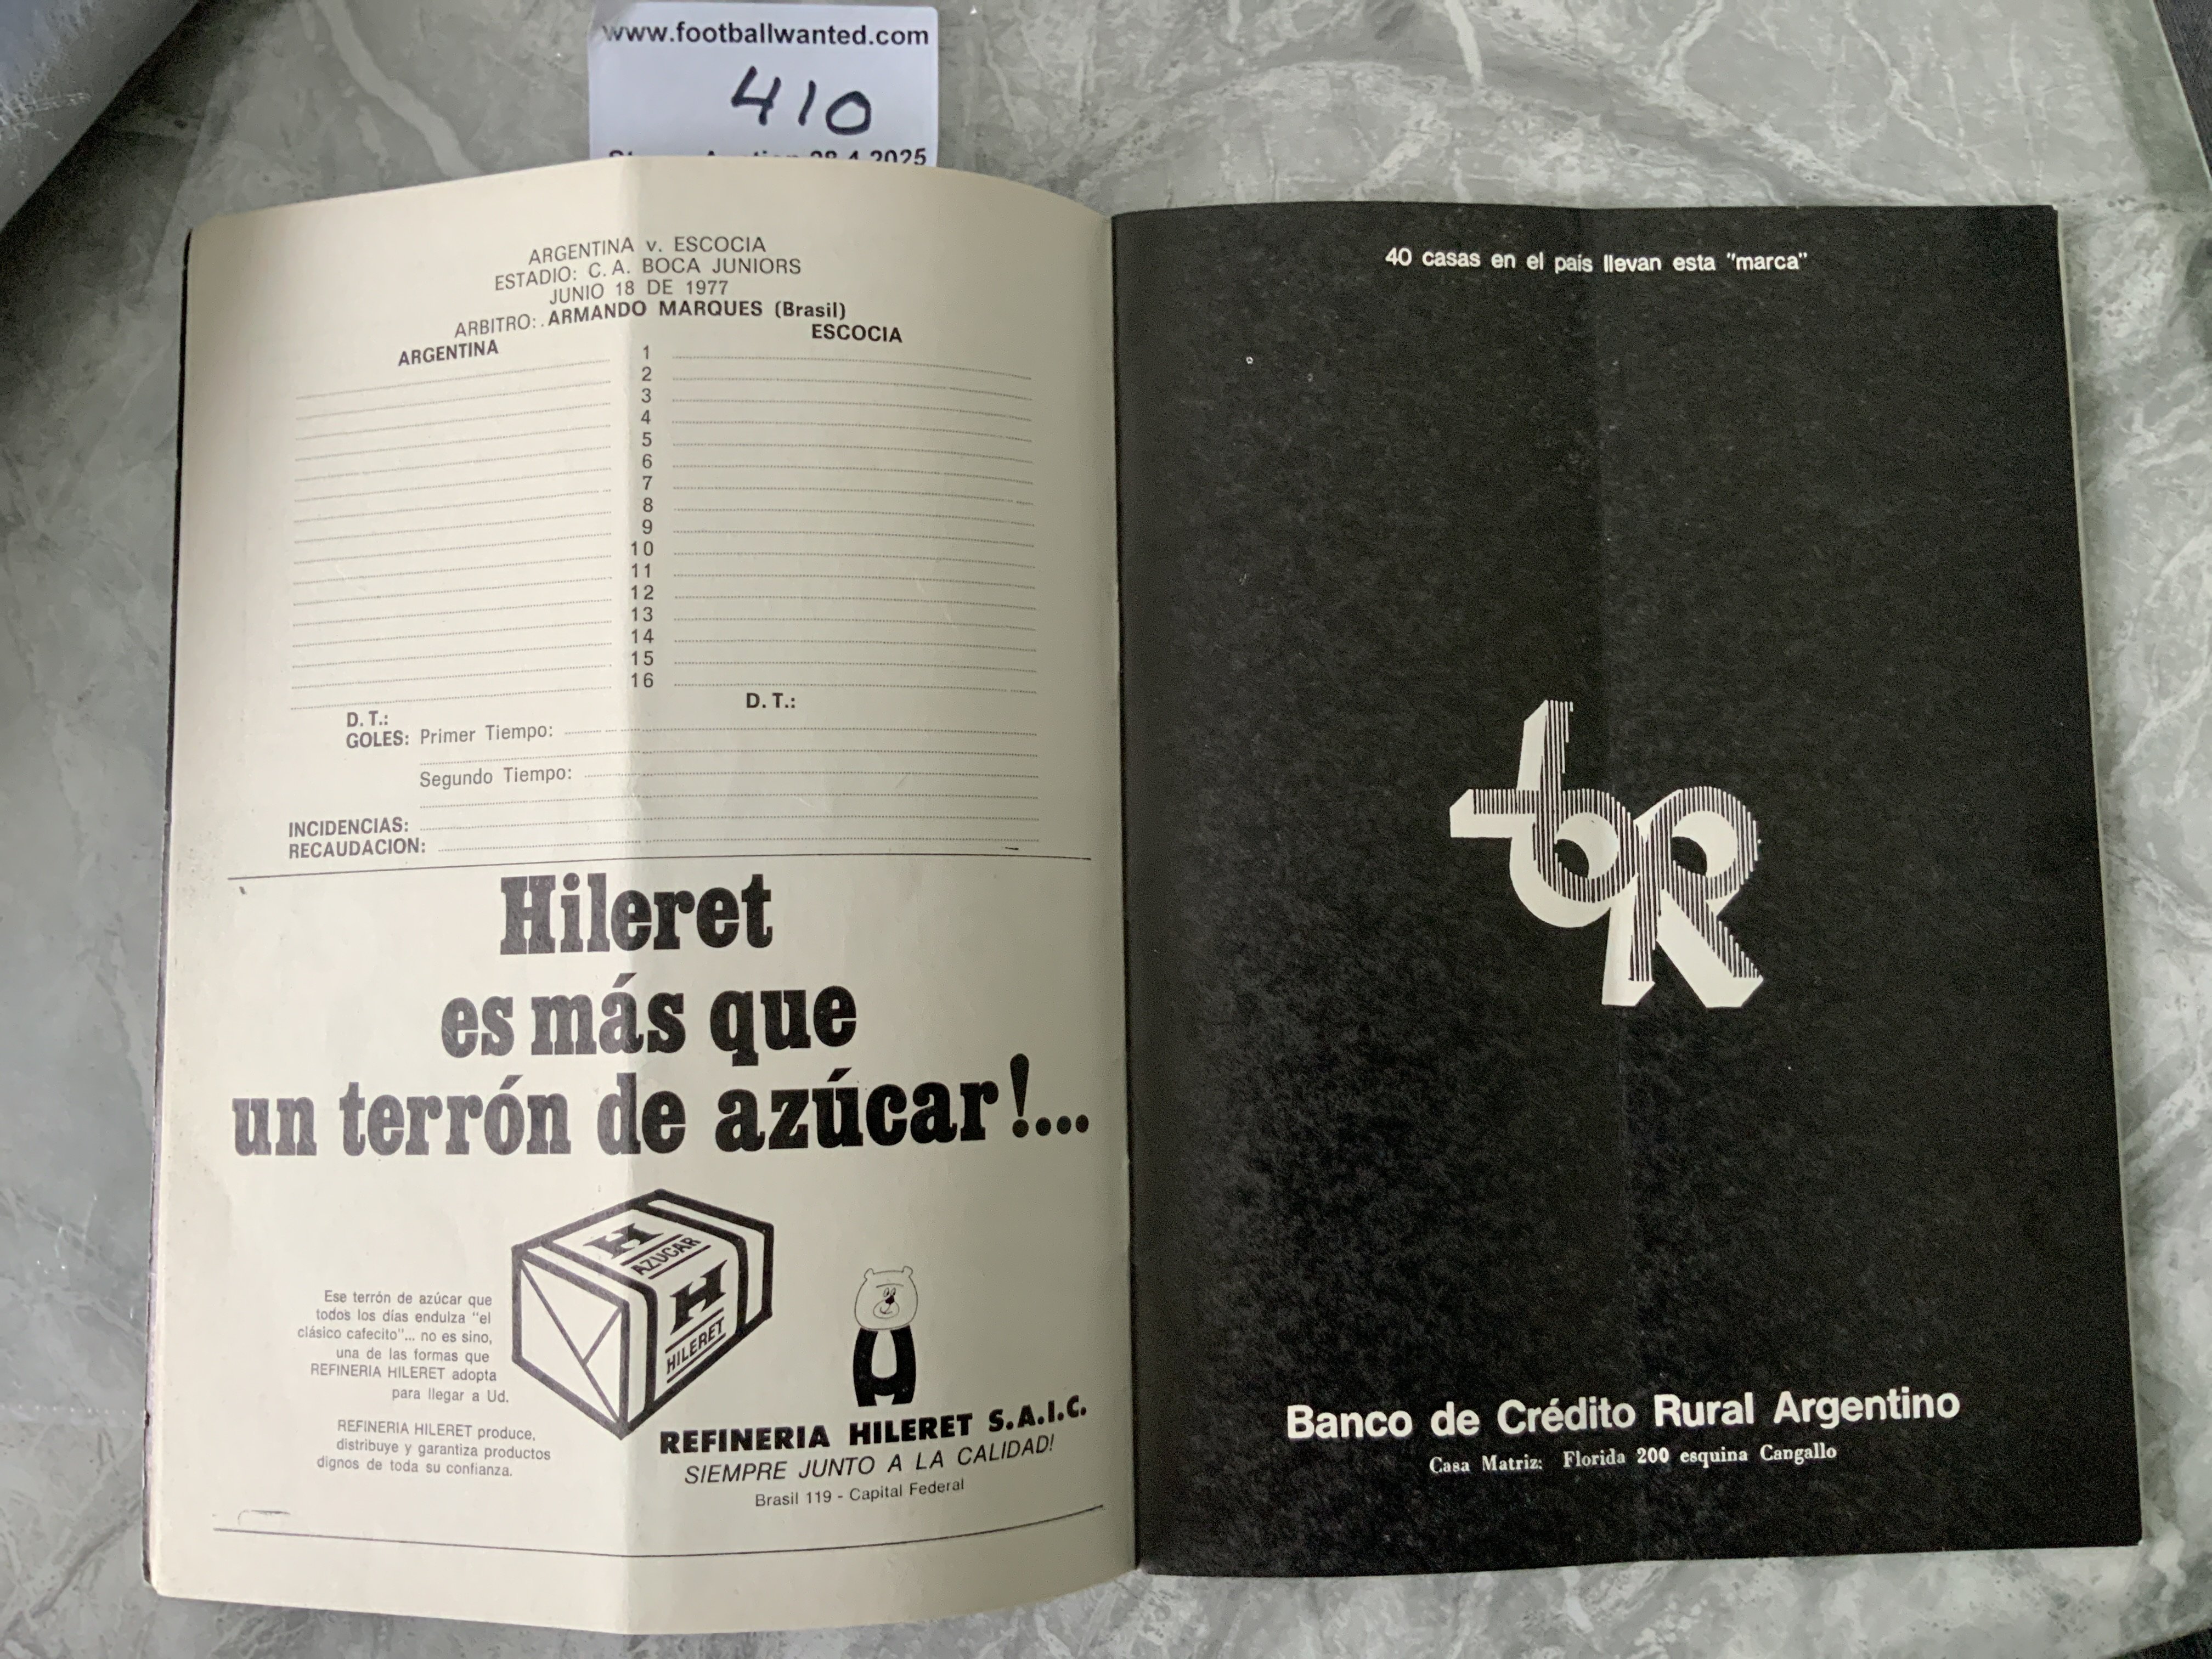 www.footballwanted.com
410
Auction 28.4.2025
ARGENTINA v. ESCOCIA
ESTADIO: C. A. BOCA JUNIORS
JUNIO 18 DE 1977
ARBITRO: ARMANDO MARQUES (Brasil)
ARGENTINA ESCOCIA
1
2
3
4
5
6
7
8
9
10
11
12
13
14
15
16
D. T.: D. T.:
GOLES: Primer Tiempo:
Segundo Tiempo:
INCIDENCIAS:
RECAUDACION:
Hileret
es más que
un terrón de azúcar!...
H
AZUCAR
H
HILERET
Ese terrón de azúcar que
todos los días endulza "el
clásico cafecito"... no es sino,
una de las formas que
REFINERIA HILERET adopta
para llegar a Ud.
REFINERIA HILERET produce,
distribuye y garantiza productos
dignos de toda su confianza.
REFINERIA HILERET S.A.I.C.
SIEMPRE JUNTO A LA CALIDAD!
Brasil 119 - Capital Federal
40 casas en el país llevan esta "marca"
Banco de Crédito Rural Argentino
Casa Matriz: Florida 200 esquina Cangallo